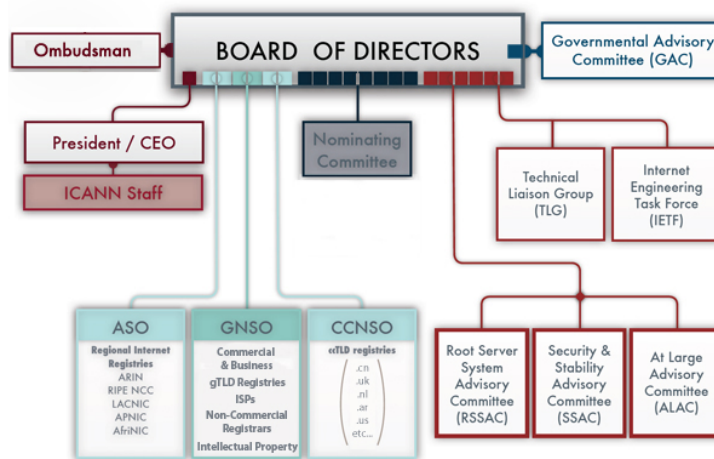 Ombudsman
BOARD OF DIRECTORS
Governmental Advisory
Committee (GAC)
President / CEO
ICANN Staff
Nominating
Committee
Technical
Liaison Group
(TLG)
Internet
Engineering
Task Force
(IETF)
ASO
Regional Internet
Registries
ARIN
RIPE NCC
LACNIC
APNIC
AfriNIC
GNSO
Commercial
& Business
gTLD Registries
ISPs
Non-Commercial
Registrars
Intellectual Property
CCNSO
ccTLD registries
.cn
.uk
.nl
.ar
.us
etc...
Root Server
System
Advisory
Committee
(RSSAC)
Security &
Stability
Advisory
Committee
(SSAC)
At Large
Advisory
Committee
(ALAC)